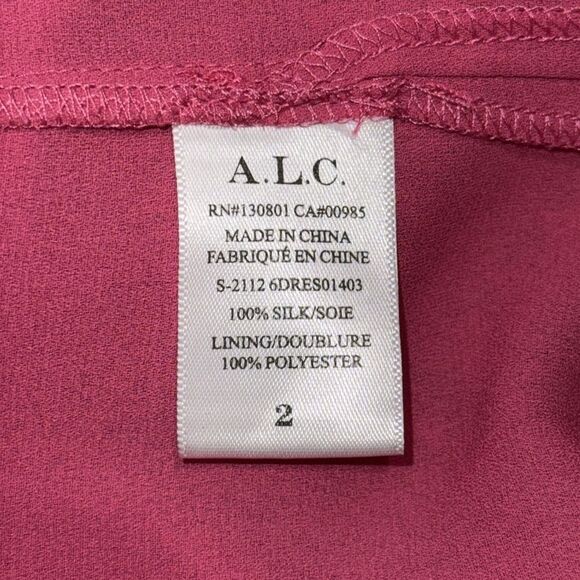 A.L.C.
RN#130801 CA#00985
MADE IN CHINA
FABRIQUÉ EN CHINE
S-2112 6DRES01403
100% SILK/SOIE
LINING/DOUBLURE
100% POLYESTER
2